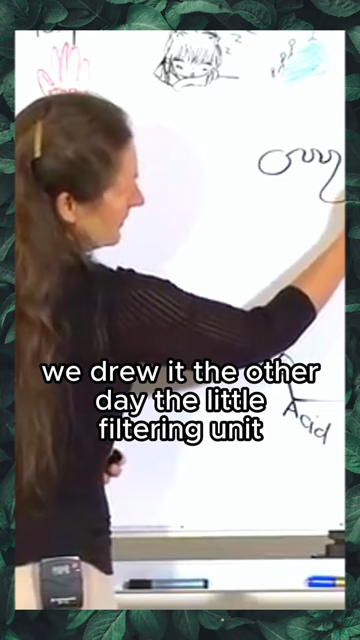 we drew it the other
day the little
filtering unit
Acid